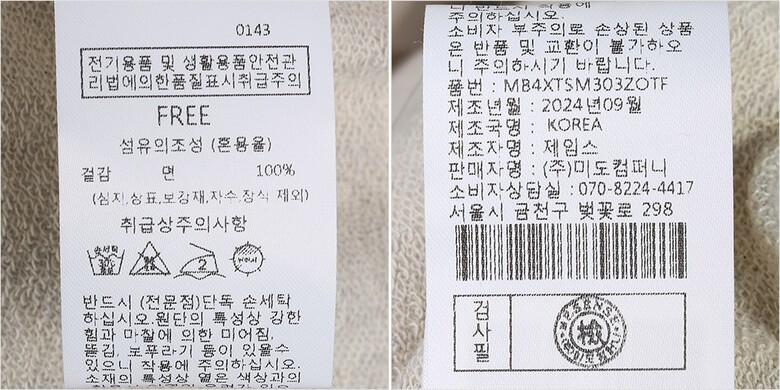 0143
전기용품 및 생활용품안전관
리법에의한품질표시취급주의
FREE
섬유의조성 (혼용율)
겉감 면 100%
(심지,상표,보강재,자수,장식 제외)
취급상주의사항
손세탁
30℃
중성
2
반드시 (전문점)단독 손세탁
하십시오.원단의 특성상 강한
힘과 마찰에 의한 미어짐,
뜯김, 보푸라기 등이 있을수
있으니 착용에 주의하십시오.
소재의 특성상 옅은 색상과의
주의하십시오.
소비자 부주의로 손상된 상품
은 반품 및 교환이 불가하오
니 주의하시기 바랍니다.
품번 : MB4XTSM303ZOTF
제조년월 : 2024년09월
제조국명 : KOREA
제조자명 : 제임스
판매자명 : (주)미도컴퍼니
소비자상담실 :070-8224-4417
서울시 금천구 벚꽃로 298
검사필